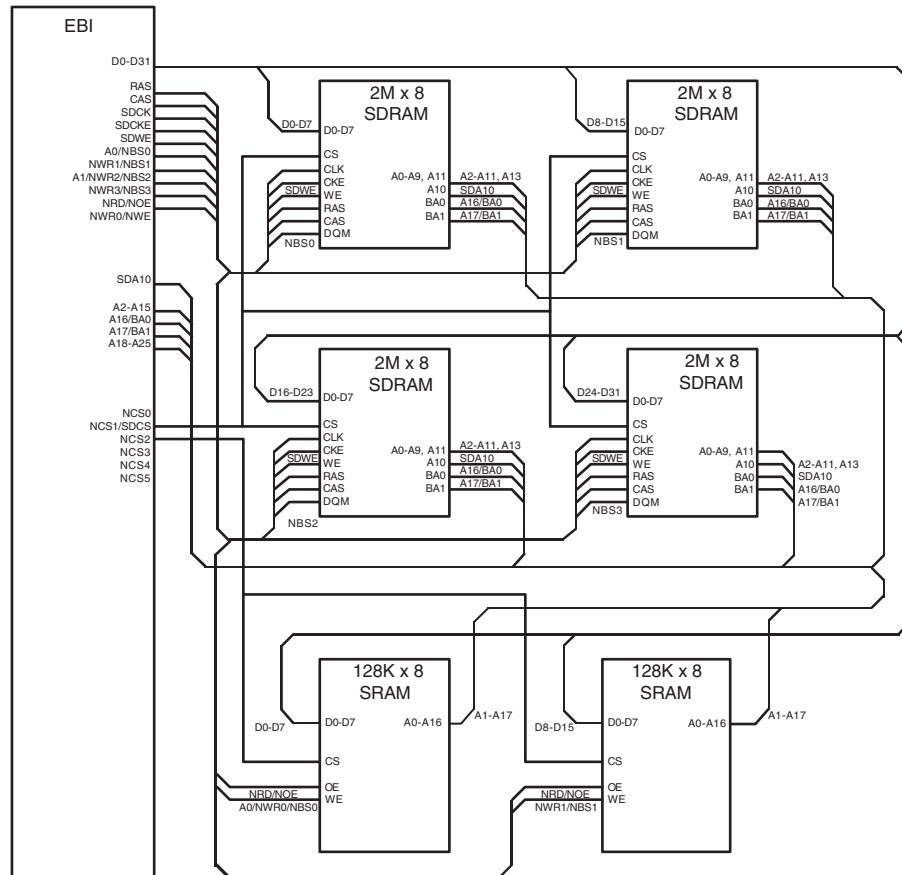 EBI
D0-D31
RAS
CAS
SDCK
SDCKE
SDWE
A0/NBS0
NWR1/NBS1
A1/NWR2/NBS2
NWR3/NBS3
NRD/NOE
NWR0/NWE
SDA10
A2-A15
A16/BA0
A17/BA1
A18-A25
NCS0
NCS1/SDCS
NCS2
NCS3
NCS4
NCS5
2M x 8
SDRAM
D0-D7
D0-D7
CS
CLK
CKE
SDWE
WE
RAS
CAS
DQM
NBS0
A0-A9, A11
A10
BA0
BA1
A2-A11, A13
SDA10
A16/BA0
A17/BA1
2M x 8
SDRAM
D8-D15
D0-D7
CS
CLK
CKE
SDWE
WE
RAS
CAS
DQM
NBS1
A0-A9, A11
A10
BA0
BA1
A2-A11, A13
SDA10
A16/BA0
A17/BA1
2M x 8
SDRAM
D16-D23
D0-D7
CS
CLK
CKE
SDWE
WE
RAS
CAS
DQM
NBS2
A0-A9, A11
A10
BA0
BA1
A2-A11, A13
SDA10
A16/BA0
A17/BA1
2M x 8
SDRAM
D24-D31
D0-D7
CS
CLK
CKE
SDWE
WE
RAS
CAS
DQM
NBS3
A0-A9, A11
A10
BA0
BA1
A2-A11, A13
SDA10
A16/BA0
A17/BA1
128K x 8
SRAM
D0-D7
D0-D7
A0-A16
A1-A17
CS
OE
NRD/NOE
WE
A0/NWR0/NBS0
128K x 8
SRAM
D8-D15
D0-D7
A0-A16
A1-A17
CS
OE
NRD/NOE
WE
NWR1/NBS1